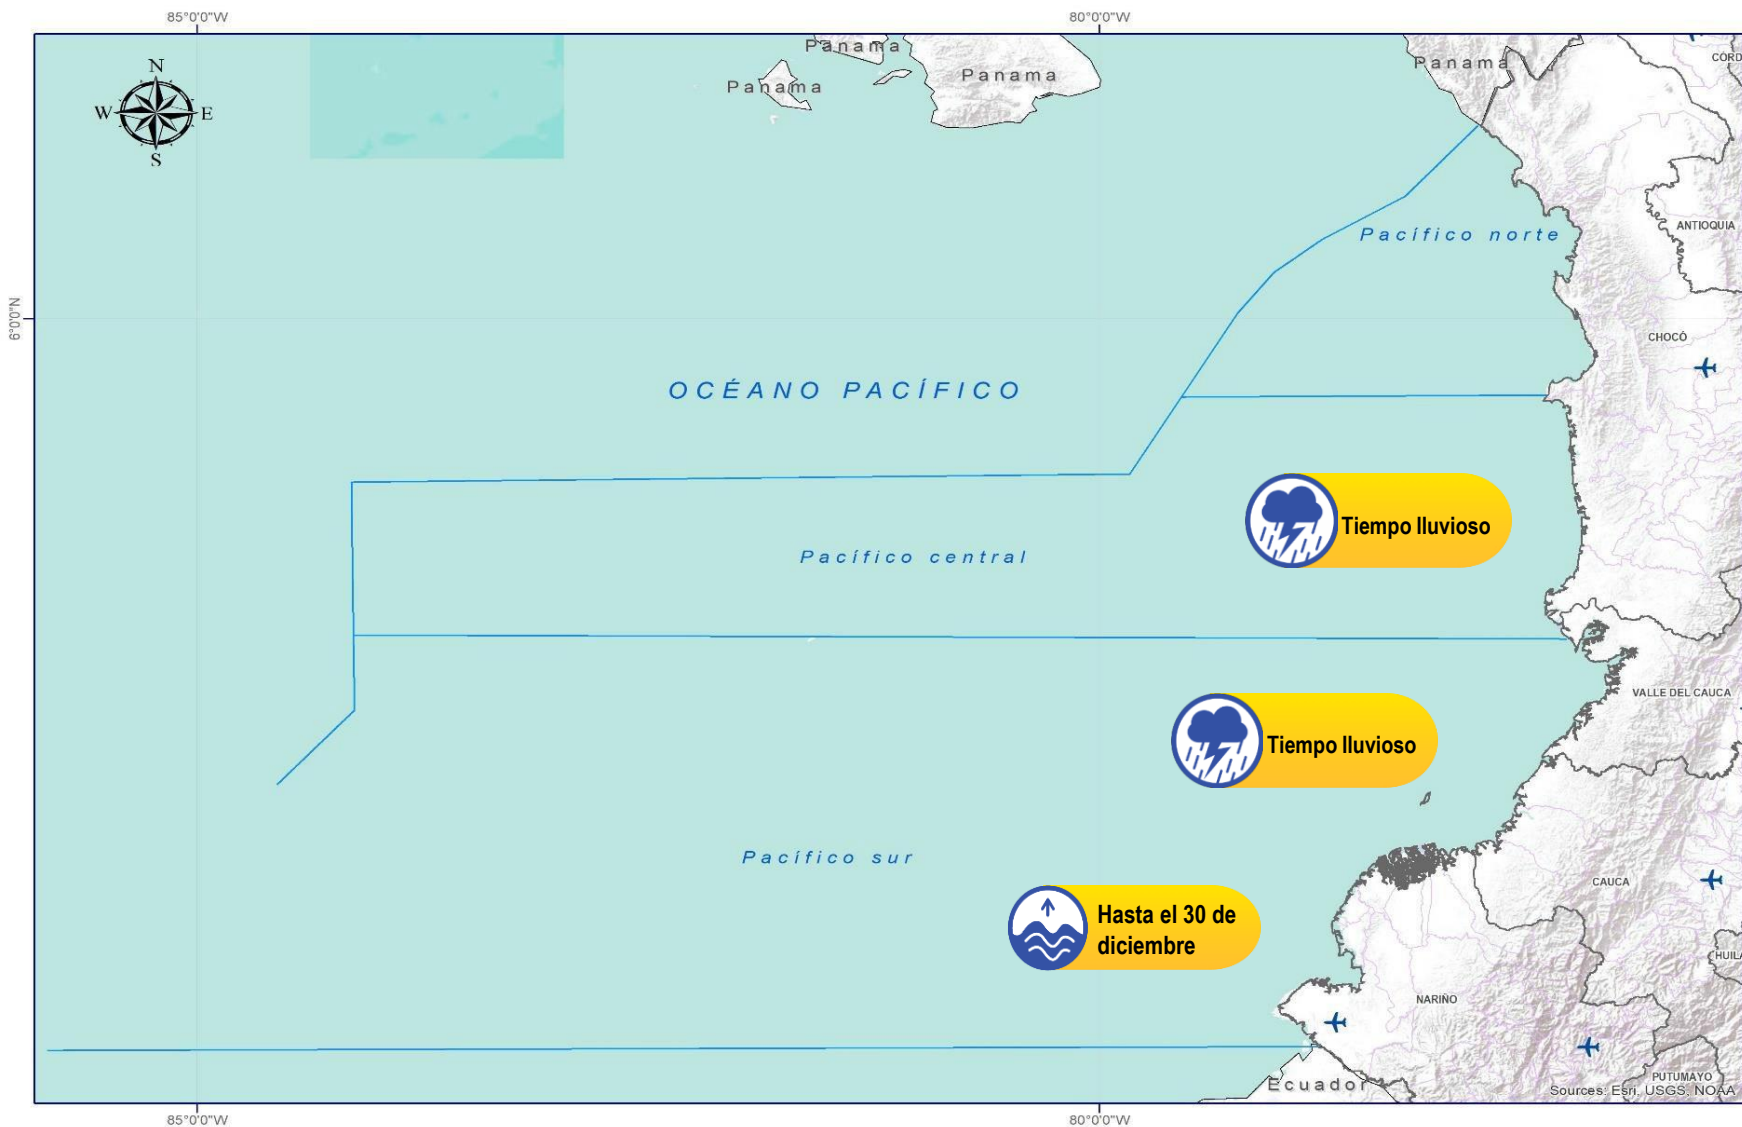 85°0'0"W
80°0'0"W
Panama
Panama
Panama
Panama
CÓRD
N
W
E
S
ANTIOQUIA
Pacífico norte
6°0'0"N
CHOCÓ
OCÉANO PACÍFICO
Tiempo lluvioso
Pacífico central
VALLE DEL CAUCA
Tiempo lluvioso
Pacífico sur
CAUCA
Hasta el 30 de
diciembre
HUILA
NARIÑO
PUTUMAYO
Ecuador
Sources: Esri, USGS, NOAA
85°0'0"W
80°0'0"W